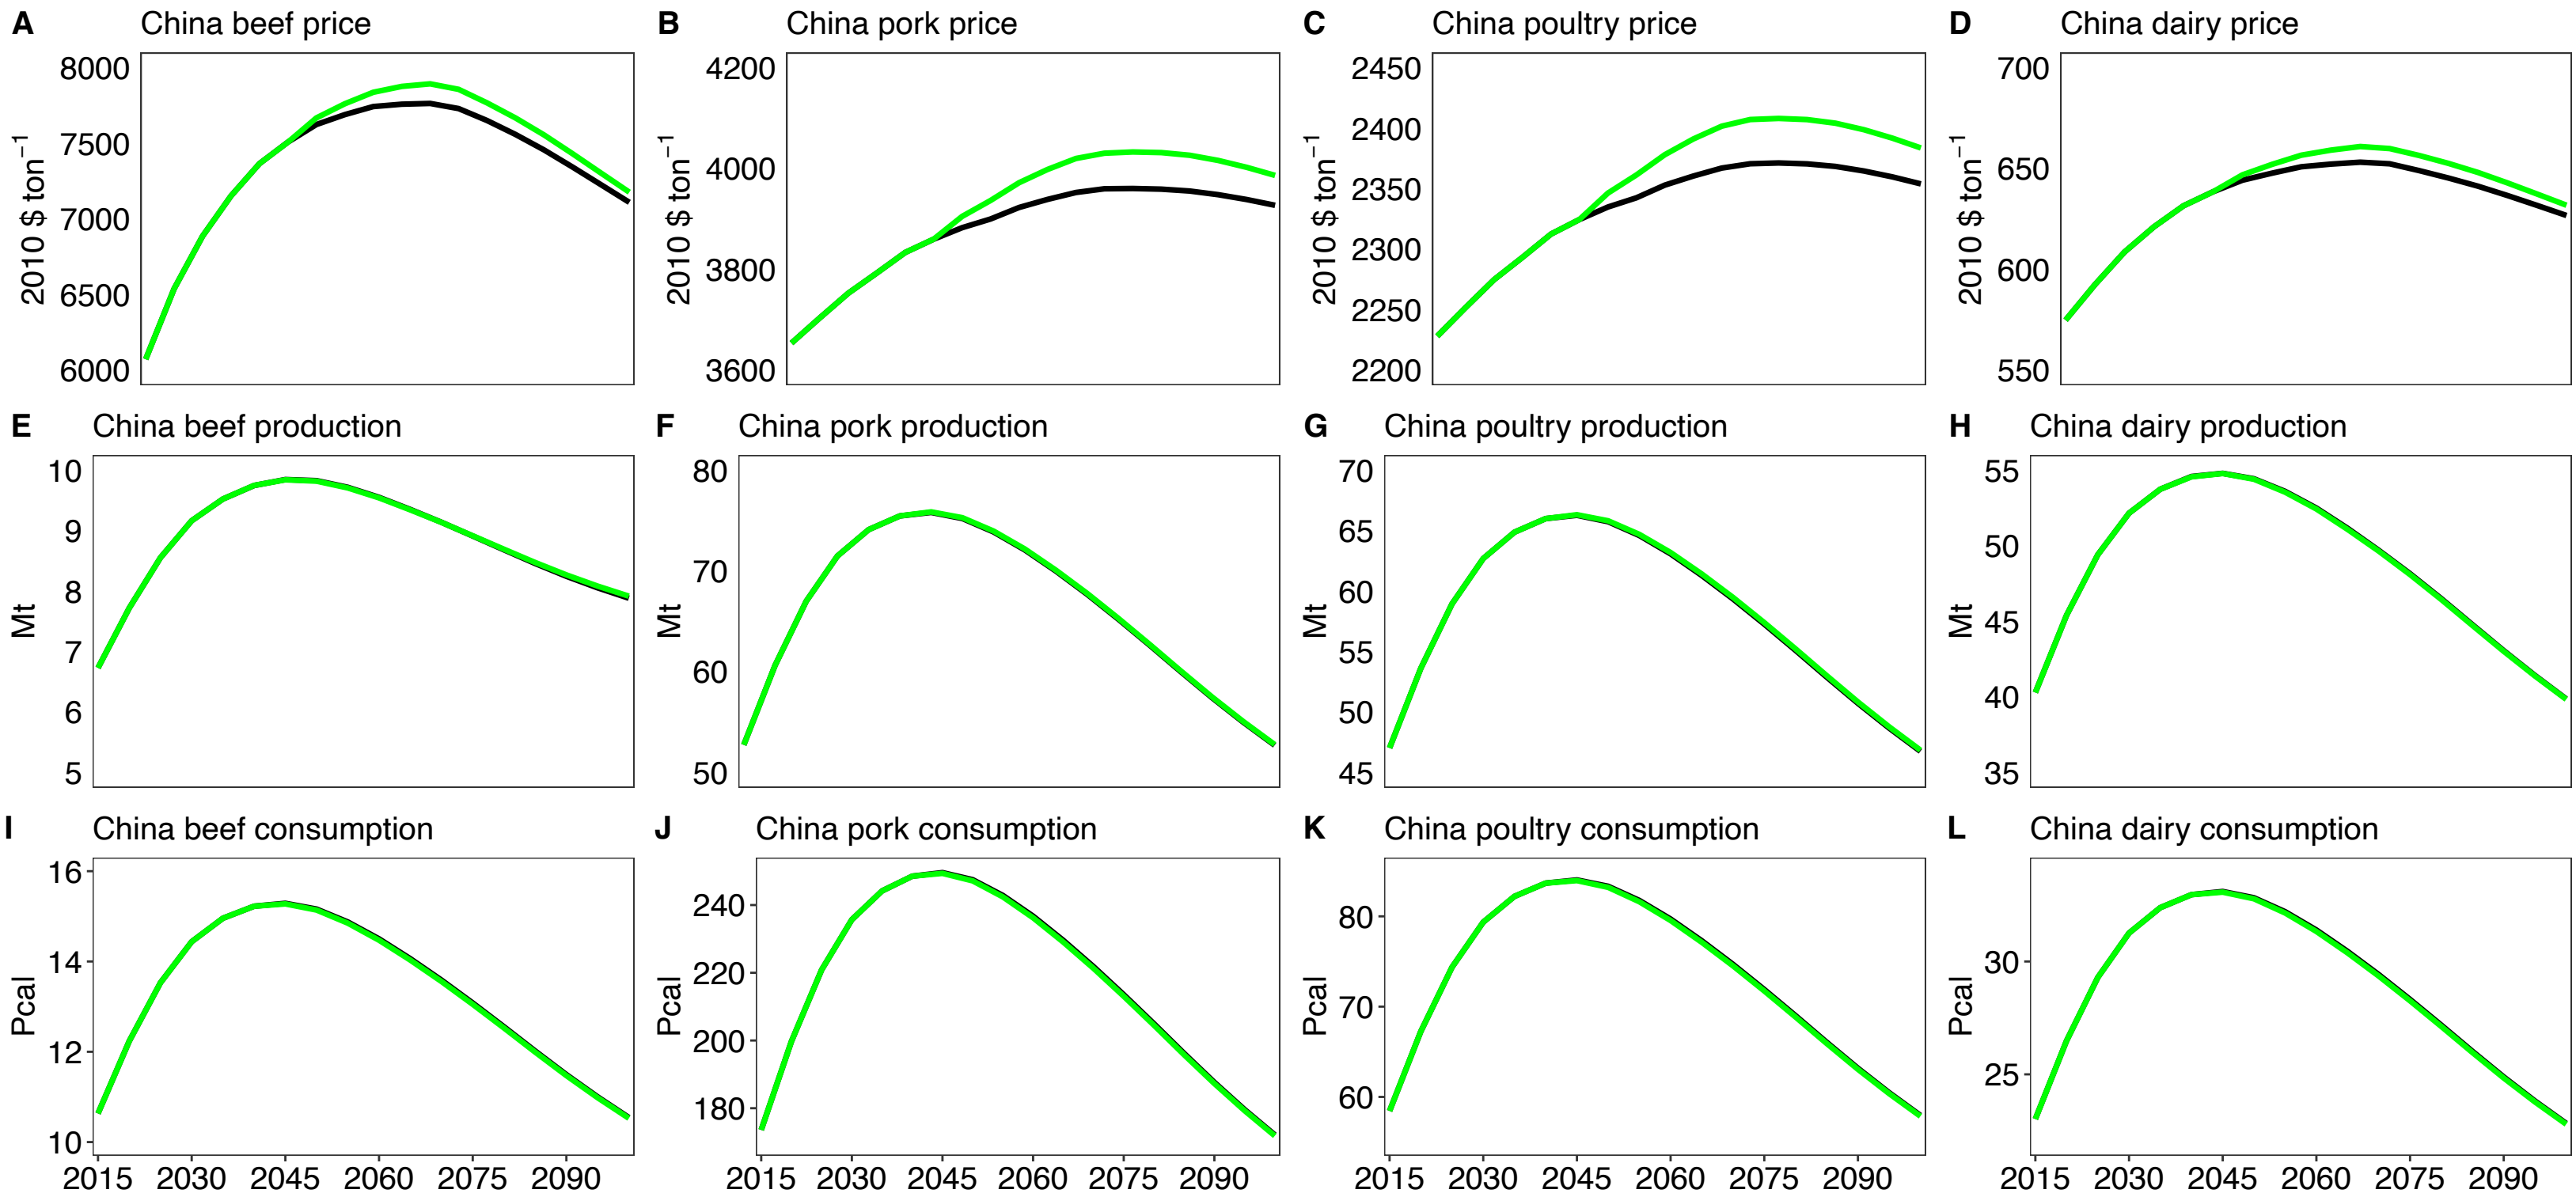 A China beef price
8000
7500
7000
6500
6000
2010 $ ton⁻¹
B China pork price
4200
4000
3800
3600
2010 $ ton⁻¹
C China poultry price
2450
2400
2350
2300
2250
2200
2010 $ ton⁻¹
D China dairy price
700
650
600
550
2010 $ ton⁻¹
E China beef production
10
9
8
7
6
5
Mt
F China pork production
80
70
60
50
Mt
G China poultry production
70
65
60
55
50
45
Mt
H China dairy production
55
50
45
40
35
Mt
I China beef consumption
16
14
12
10
Pcal
2015 2030 2045 2060 2075 2090
J China pork consumption
240
220
200
180
Pcal
2015 2030 2045 2060 2075 2090
K China poultry consumption
80
70
60
Pcal
2015 2030 2045 2060 2075 2090
L China dairy consumption
30
25
Pcal
2015 2030 2045 2060 2075 2090